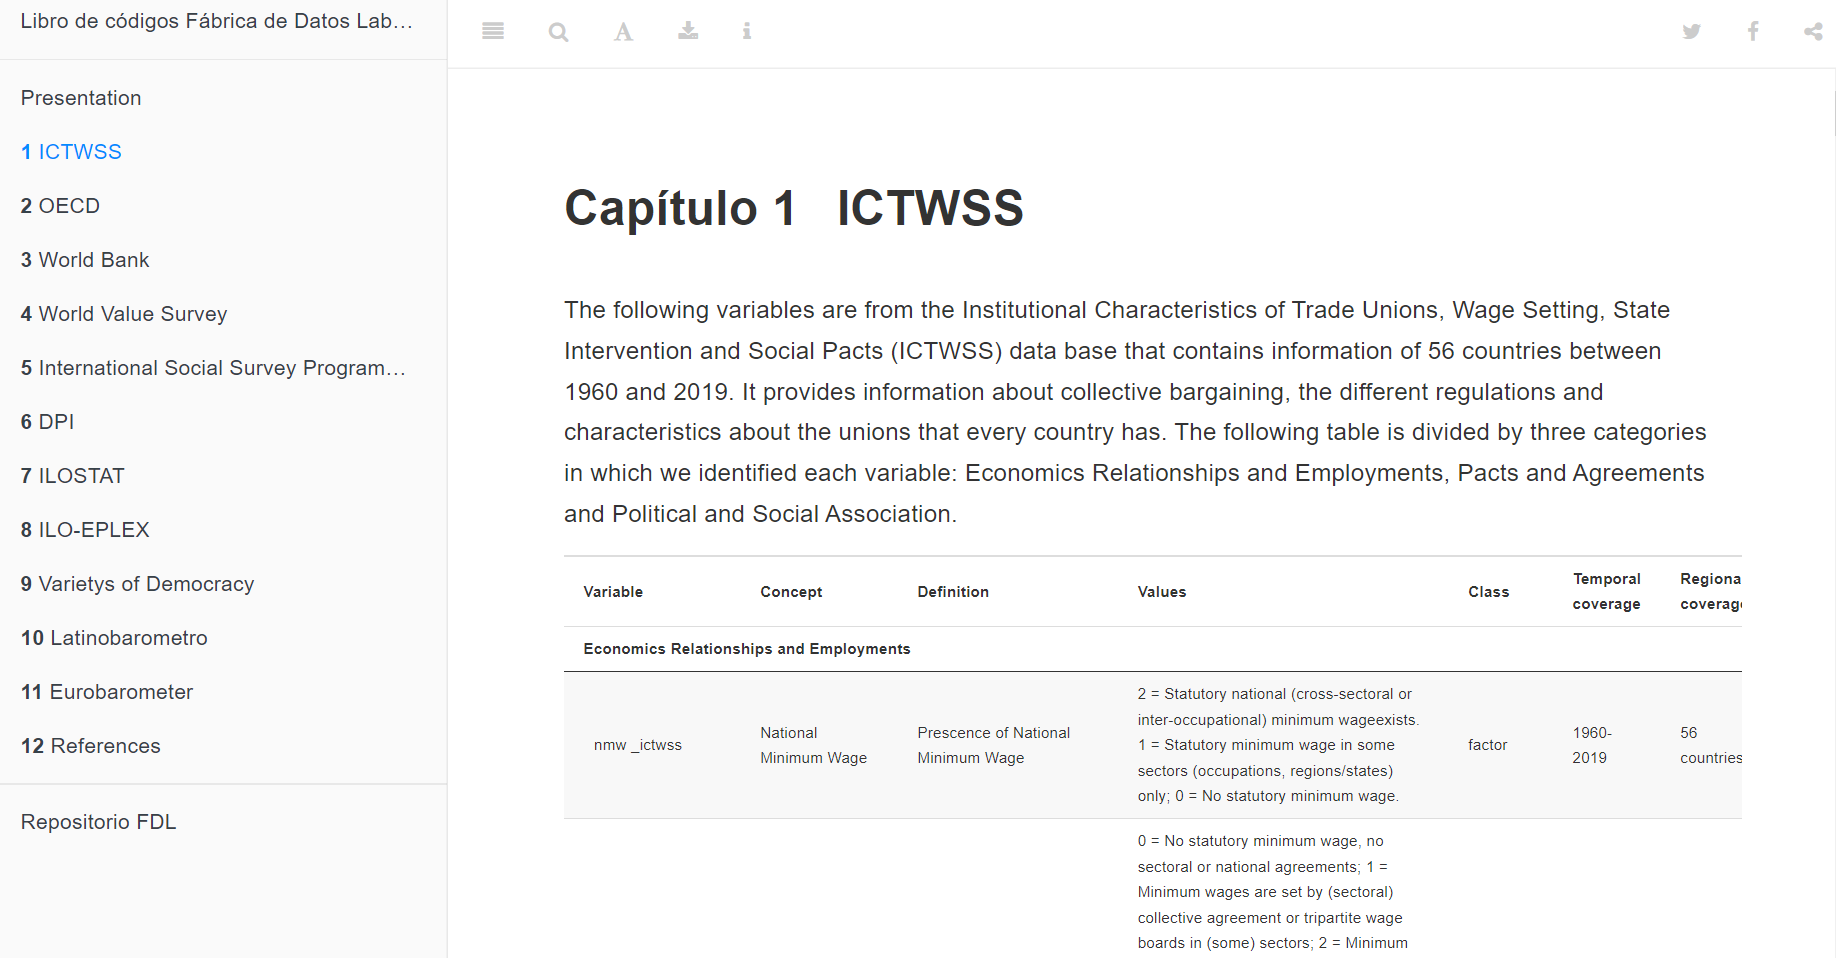 Libro de códigos Fábrica de Datos Lab…
Presentation
1 ICTWSS
2 OECD
3 World Bank
4 World Value Survey
5 International Social Survey Program…
6 DPI
7 ILOSTAT
8 ILO-EPLEX
9 Varietys of Democracy
10 Latinobarometro
11 Eurobarometer
12 References
Repositorio FDL
Capítulo 1 ICTWSS
The following variables are from the Institutional Characteristics of Trade Unions, Wage Setting, State
Intervention and Social Pacts (ICTWSS) data base that contains information of 56 countries between
1960 and 2019. It provides information about collective bargaining, the different regulations and
characteristics about the unions that every country has. The following table is divided by three categories
in which we identified each variable: Economics Relationships and Employments, Pacts and Agreements
and Political and Social Association.
Variable Concept Definition Values Class Temporal coverage Regiona coverag
Economics Relationships and Employments
nmw _ictwss
National
Minimum Wage
Prescence of National
Minimum Wage
2 = Statutory national (cross-sectoral or
inter-occupational) minimum wageexists.
1 = Statutory minimum wage in some
sectors (occupations, regions/states)
only; 0 = No statutory minimum wage.
factor
1960-
2019
56
countries
0 = No statutory minimum wage, no
sectoral or national agreements; 1 =
Minimum wages are set by (sectoral)
collective agreement or tripartite wage
boards in (some) sectors; 2 = Minimum